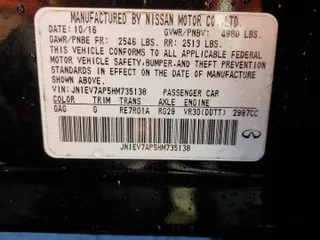 MANUFACTURED BY NISSAN MOTOR CO., LTD.
DATE: 10/16 GVWR/PNBV: 4980 LBS.
GAWR/PNBE FR: 2546 LBS RR: 2513 LBS.
THIS VEHICLE CONFORMS TO ALL APPLICABLE FEDERAL
MOTOR VEHICLE SAFETY, BUMPER, AND THEFT PREVENTION
STANDARDS IN EFFECT ON THE DATE OF MANUFACTURE
SHOWN ABOVE.
VIN: JN1EV7AP5HM735138 PASSENGER CAR
COLOR TRIM TRANS AXLE ENGINE
GAG G RE7R01A RG29 VR30(DDTT) 2997CC
JN1EV7AP5HM735138